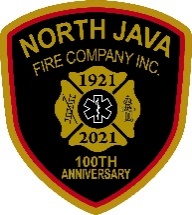 NORTH JAVA
FIRE COMPANY INC.
1921
2021
100TH
ANNIVERSARY